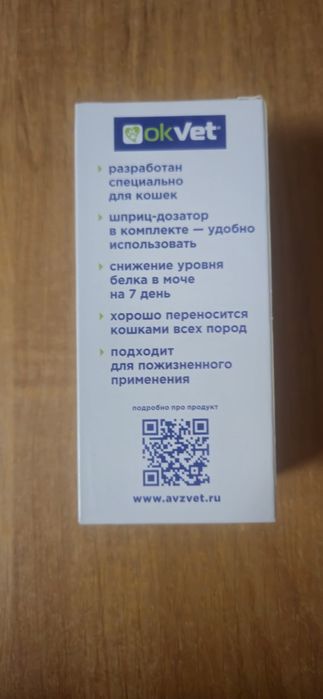 okvet
разработан
специально
для кошек
шприц-дозатор
в комплекте — удобно
использовать
снижение уровня
белка в моче
на 7 день
хорошо переносится
кошками всех пород
подходит
для пожизненного
применения
подробно про продукт
www.avzvet.ru